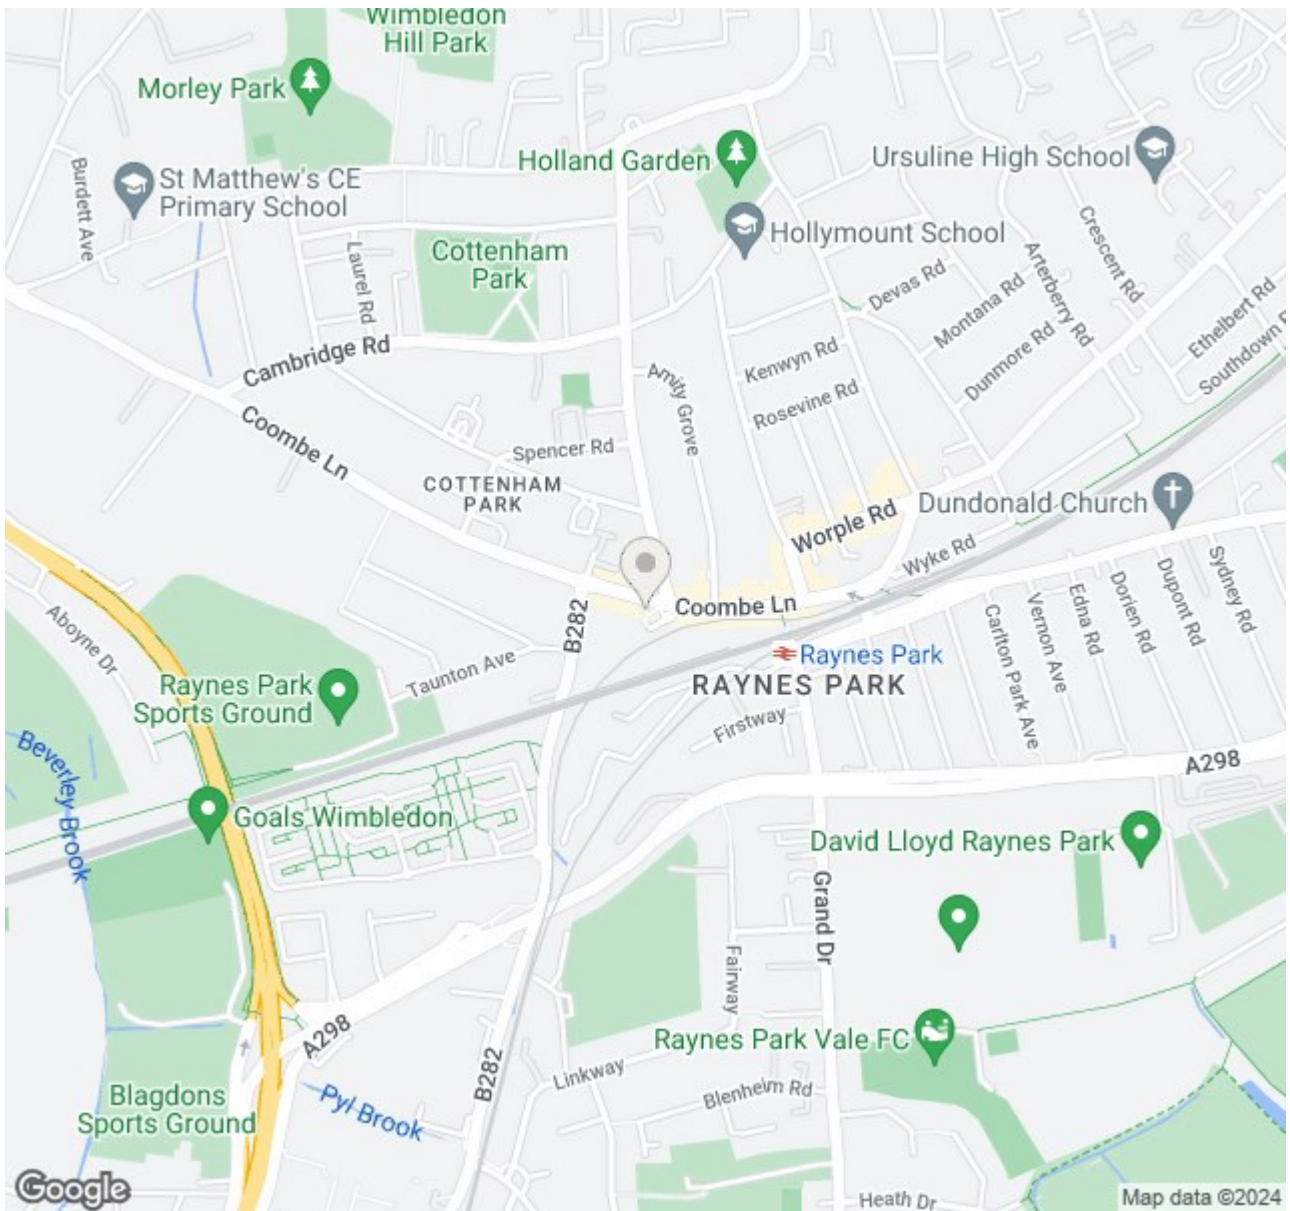 Wimbledon
Hill Park
Morley Park
Holland Garden
Ursuline High School
St Matthew's CE
Primary School
Burdett Ave
Hollymount School
Crescent Rd
Laurel Rd
Cottenham
Park
Devas Rd
Arterberry Rd
Montana Rd
Ethelbert Rd
Southdown
Cambridge Rd
Kenwyn Rd
Dunmore Rd
Amity Grove
Rosevine Rd
Coombe Ln
Spencer Rd
COTTENHAM
PARK
Worple Rd
Dundonald Church
Wyke Rd
Coombe Ln
B282
Aboyne Dr
Taunton Ave
Carlton Park Ave
Vernon Ave
Edna Rd
Dorien Rd
Dupont Rd
Sydney Rd
Raynes Park
RAYNES PARK
Raynes Park
Sports Ground
Firstway
Beverley Brook
A298
Goals Wimbledon
David Lloyd Raynes Park
Grand Dr
Fairway
A298
Raynes Park Vale FC
B282
Linkway
Blenheim Rd
Blagdons
Sports Ground
Pyl Brook
Heath Dr
Google
Map data ©2024